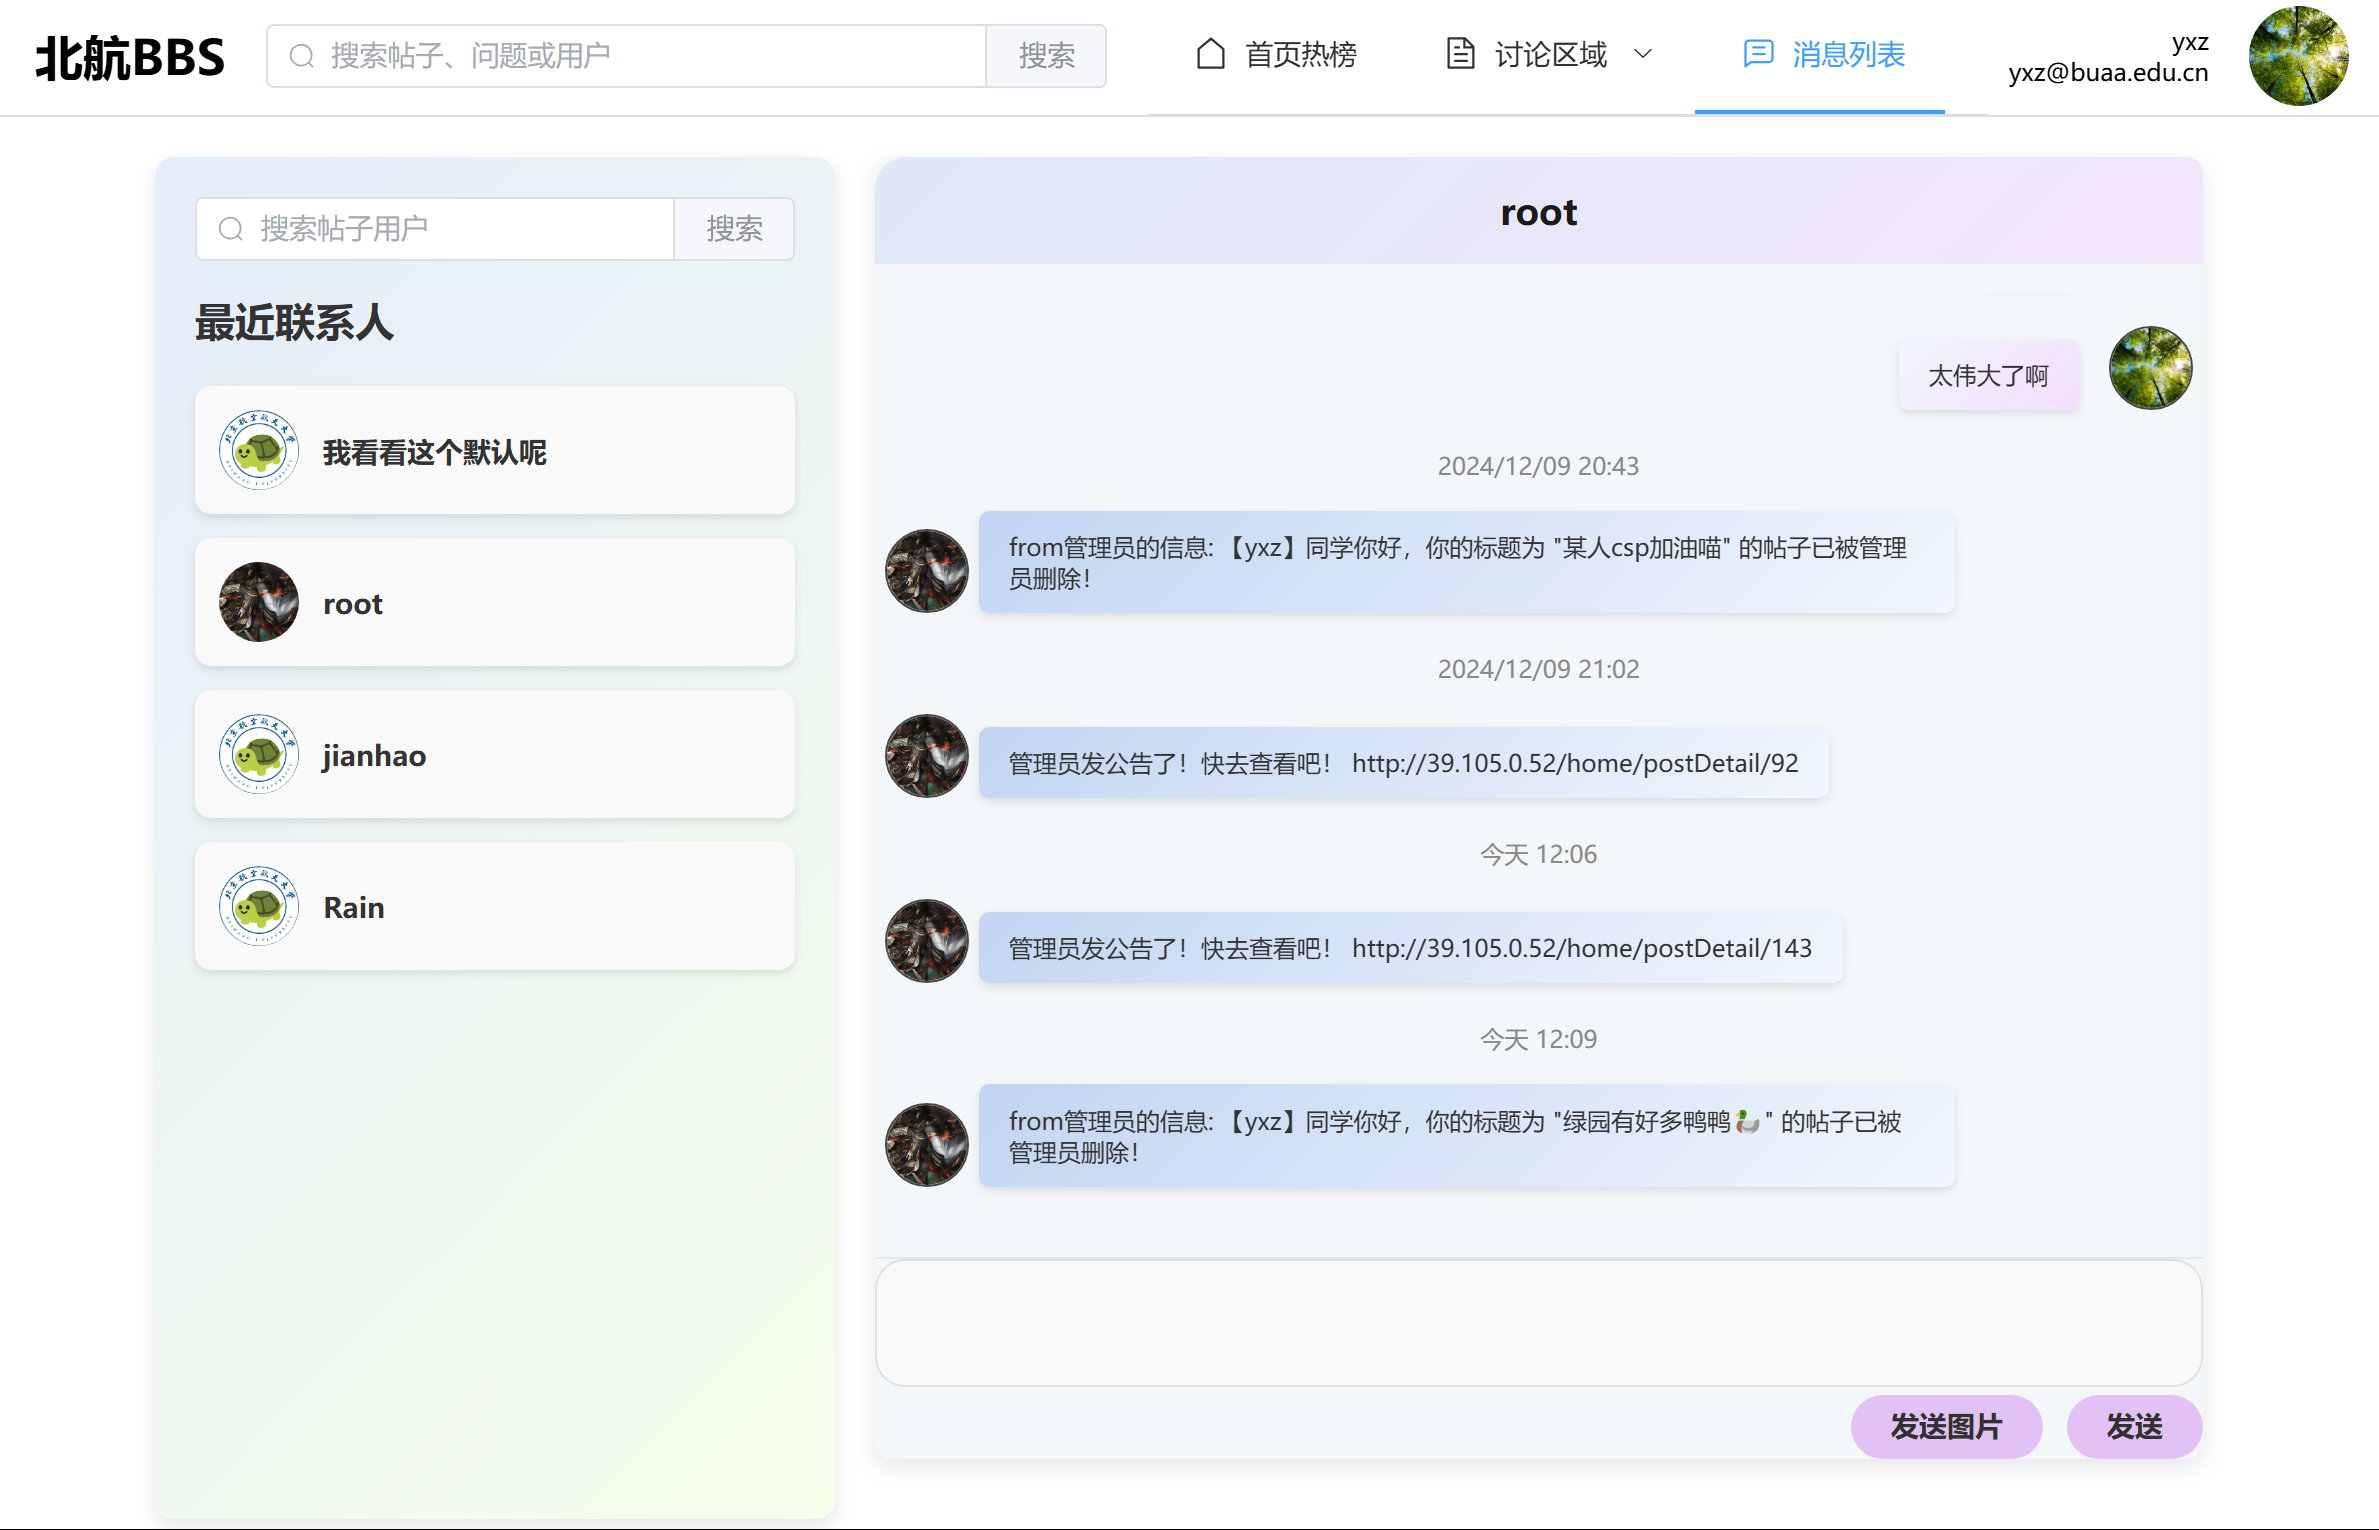 北航BBS
搜索帖子、问题或用户
搜索
首页热榜
讨论区域
消息列表
yxz
yxz@buaa.edu.cn
搜索帖子用户
搜索
最近联系人
我看看这个默认呢
root
jianhao
Rain
root
太伟大了啊
2024/12/09 20:43
from管理员的信息: 【yxz】同学你好，你的标题为 "某人csp加油喵" 的帖子已被管理
员删除！
2024/12/09 21:02
管理员发公告了！快去查看吧！ http://39.105.0.52/home/postDetail/92
今天 12:06
管理员发公告了！快去查看吧！ http://39.105.0.52/home/postDetail/143
今天 12:09
from管理员的信息: 【yxz】同学你好，你的标题为 "绿园有好多鸭鸭🦆" 的帖子已被
管理员删除！
发送图片
发送